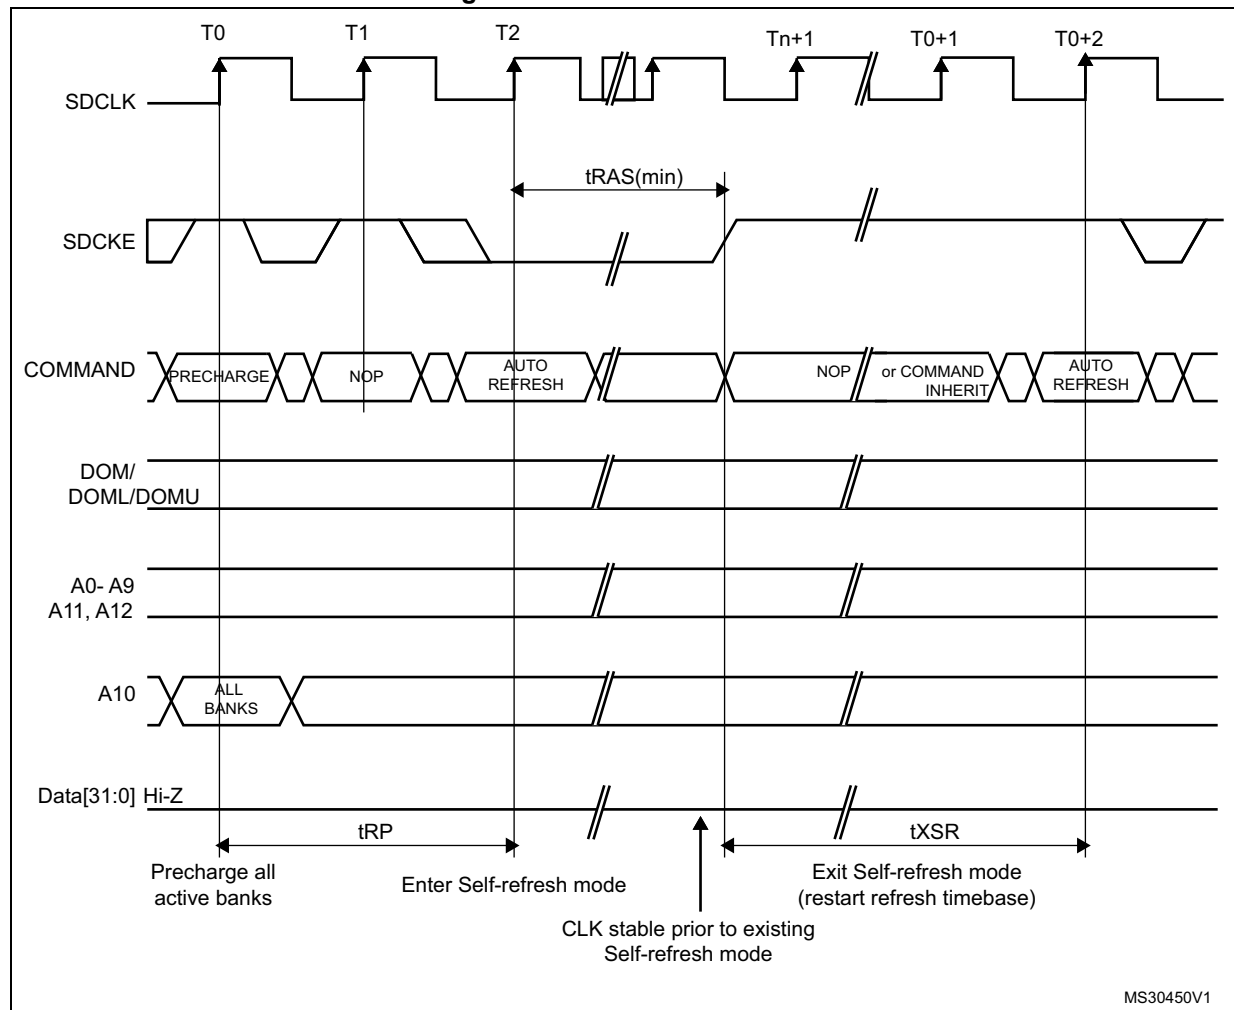 g
T0 T1 T2 Tn+1 T0+1 T0+2
SDCLK
tRAS(min)
SDCKE
COMMAND PRECHARGE NOP AUTO REFRESH NOP or COMMAND INHERIT AUTO REFRESH
DOM/
DOML/DOMU
A0- A9
A11, A12
A10 ALL BANKS
Data[31:0] Hi-Z
tRP tXSR
Precharge all
active banks
Enter Self-refresh mode
Exit Self-refresh mode
(restart refresh timebase)
CLK stable prior to existing
Self-refresh mode
MS30450V1